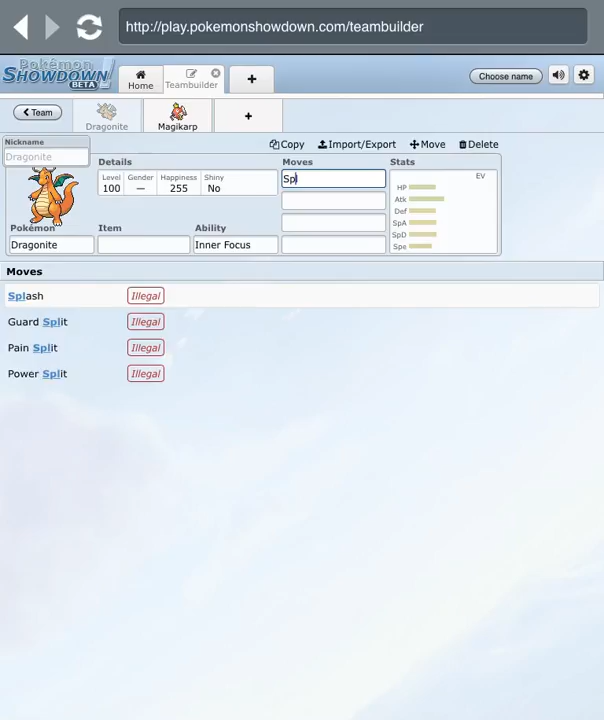 http://play.pokemonshowdown.com/teambuilder
Pokémon
SHOWDOWN!
BETA
Home
Teambuilder
Choose name
< Team
Dragonite
Magikarp
Copy Import/Export Move Delete
Nickname
Dragonite
Details
Moves
Stats
Level Gender Happiness Shiny
100 — 255 No
Spl
EV
HP
Atk
Def
SpA
SpD
Spe
Pokémon Item Ability
Dragonite
Inner Focus
Moves
Splash Illegal
Guard Split Illegal
Pain Split Illegal
Power Split Illegal